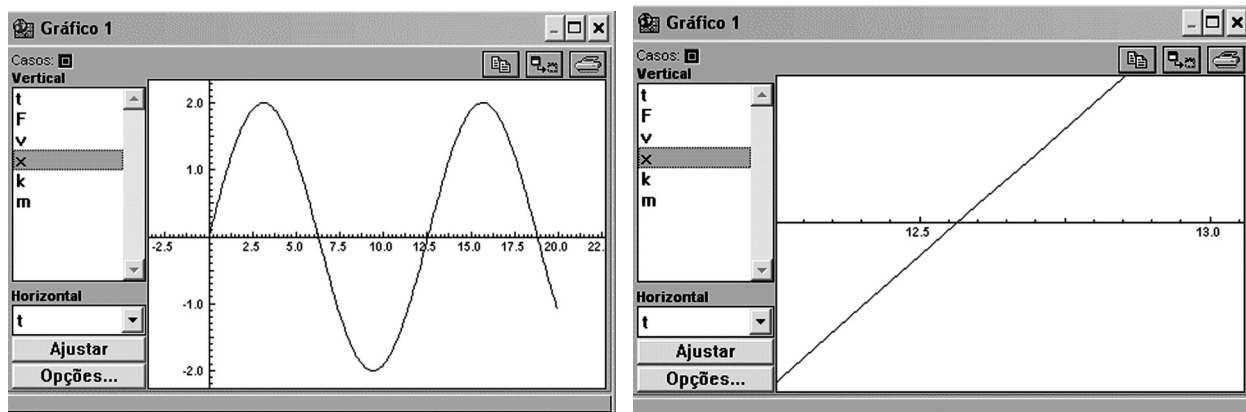 Gráfico 1
Casos:
Vertical
t
F
v
x
k
m
Horizontal
t
Ajustar
Opções...
2.0
1.0
-1.0
-2.0
-2.5 2.5 5.0 7.5 10.0 12.5 15.0 17.5 20.0 22.
Gráfico 1
Casos:
Vertical
t
F
v
x
k
m
Horizontal
t
Ajustar
Opções...
12.5 13.0